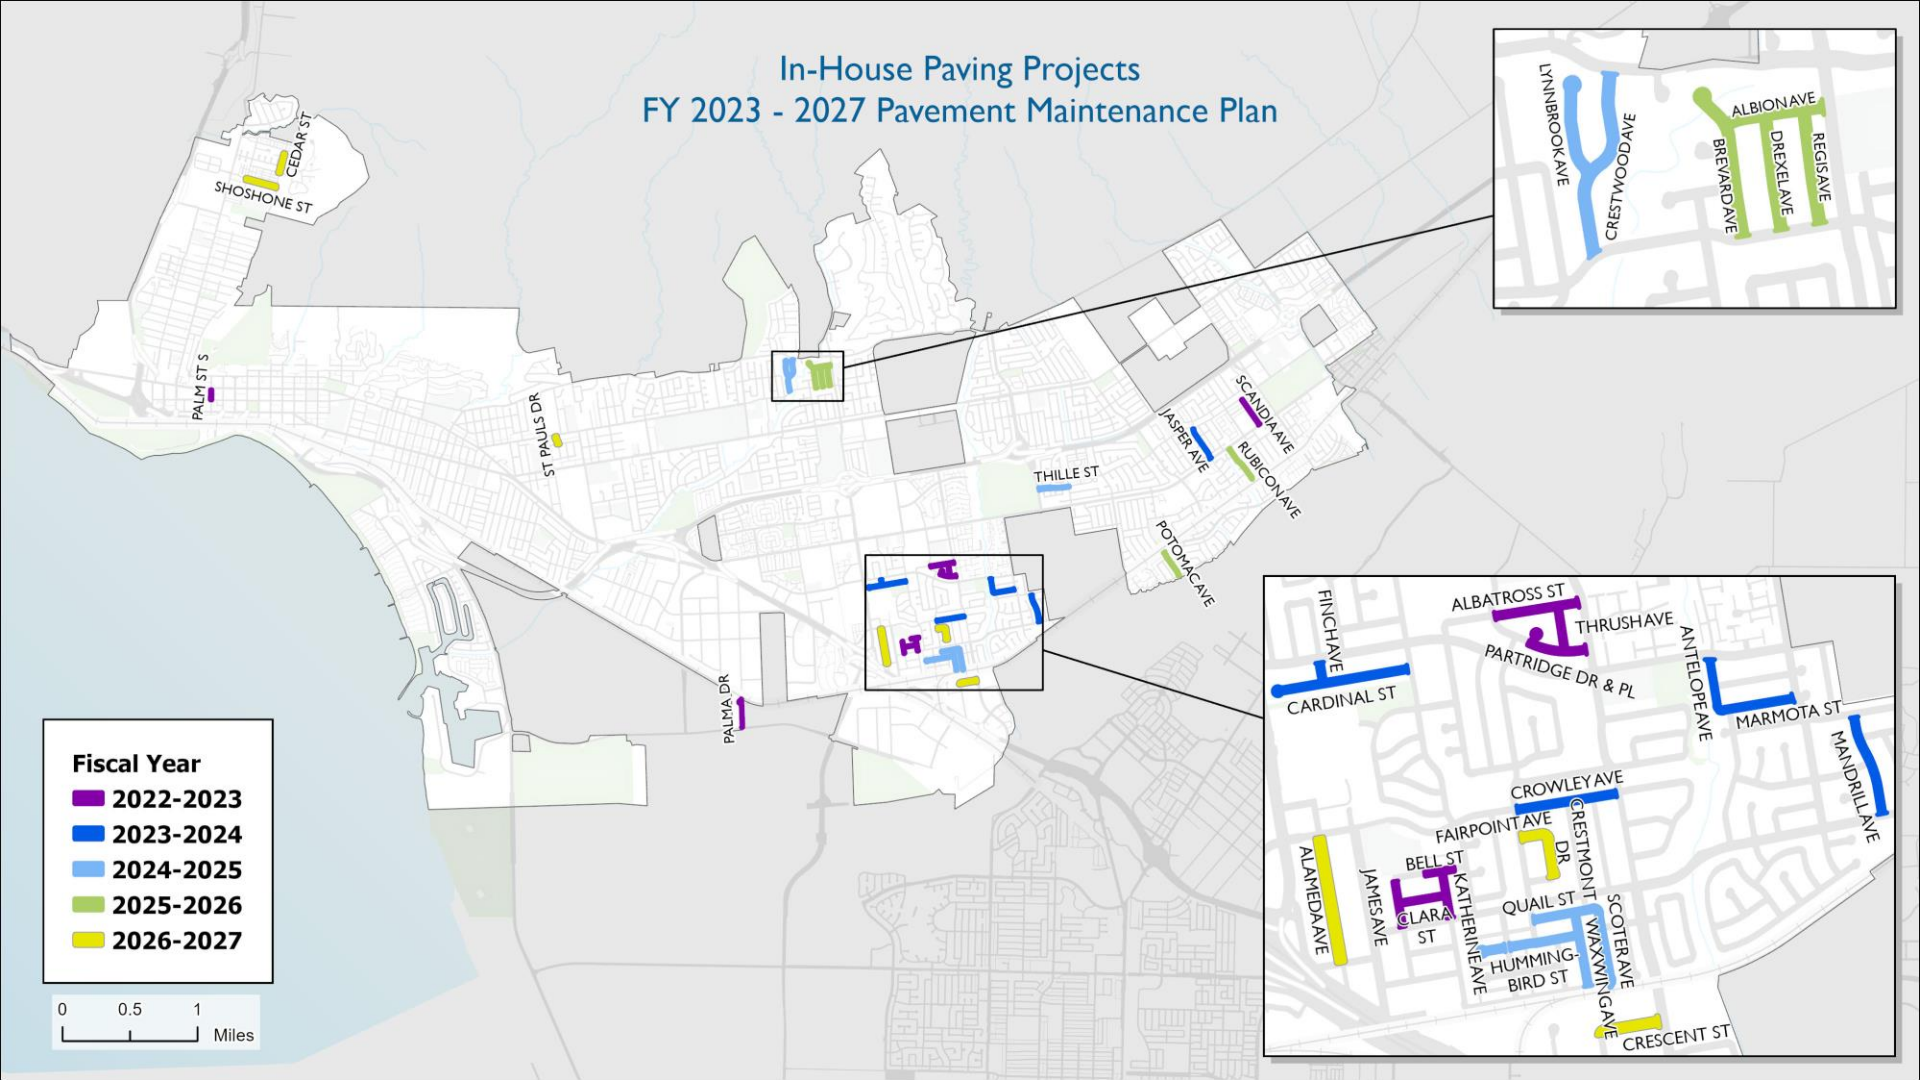 In-House Paving Projects
FY 2023 - 2027 Pavement Maintenance Plan
CEDAR ST
SHOSHONE ST
PALM ST S
ST PAULS DR
THILLE ST
JASPER AVE
SCANDIA AVE
RUBICON AVE
POTOMAC AVE
PALMA DR
LYNNBROOK AVE
CRESTWOOD AVE
ALBION AVE
BREVARD AVE
DREXEL AVE
REGIS AVE
FINCH AVE
CARDINAL ST
ALBATROSS ST
THRUSH AVE
PARTRIDGE DR & PL
ANTELOPE AVE
MARMOTA ST
MANDRILL AVE
CROWLEY AVE
FAIRPOINT AVE
CRESTMONT
DR
ALAMEDA AVE
JAMES AVE
BELL ST
CLARA
ST
KATHERINE AVE
QUAIL ST
HUMMING-
BIRD ST
WAXWING AVE
SCOTER AVE
CRESCENT ST
Fiscal Year
2022-2023
2023-2024
2024-2025
2025-2026
2026-2027
0 0.5 1
Miles